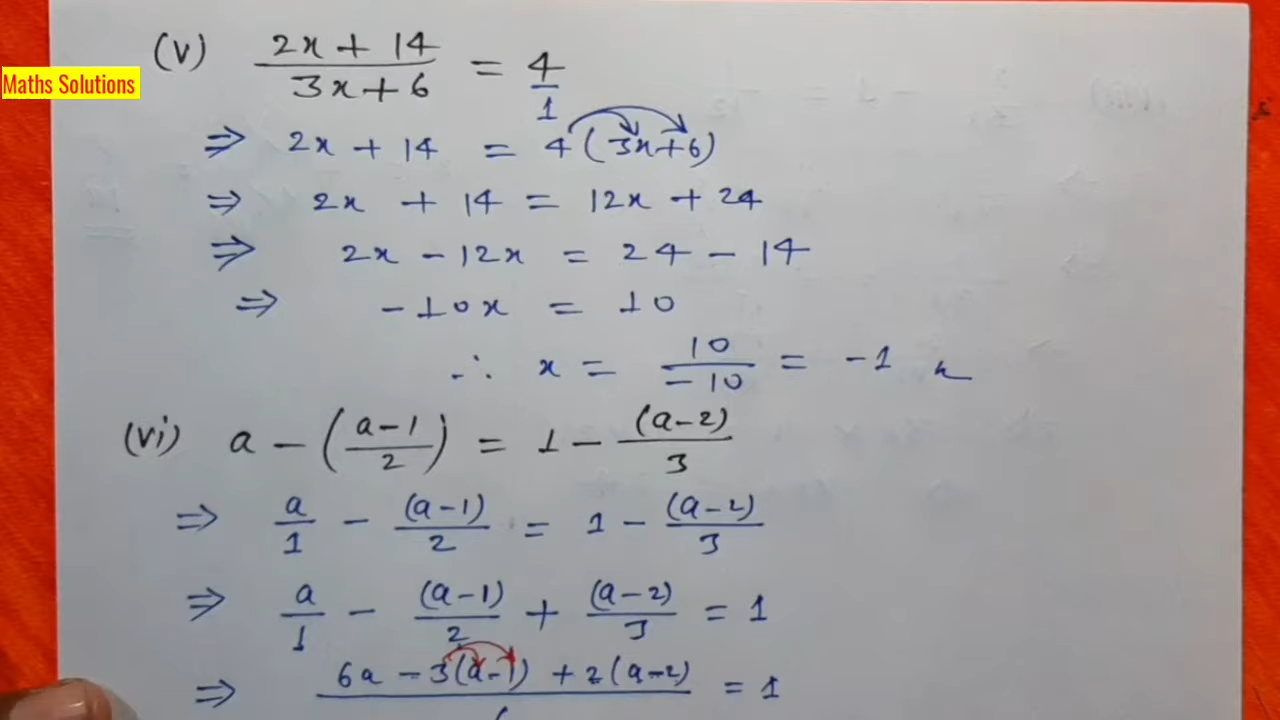 (v) (2x + 14)/(3x + 6) = 4/1
Maths Solutions
⇒ 2x + 14 = 4(3x+6)
⇒ 2x + 14 = 12x + 24
⇒ 2x - 12x = 24 - 14
⇒ -10x = 10
∴ x = 10/-10 = -1
(vi) a - ((a-1)/2) = 1 - (a-2)/3
⇒ a/1 - (a-1)/2 = 1 - (a-2)/3
⇒ a/1 - (a-1)/2 + (a-2)/3 = 1
⇒ 6a - 3(a-1) + 2(a-2) = 1